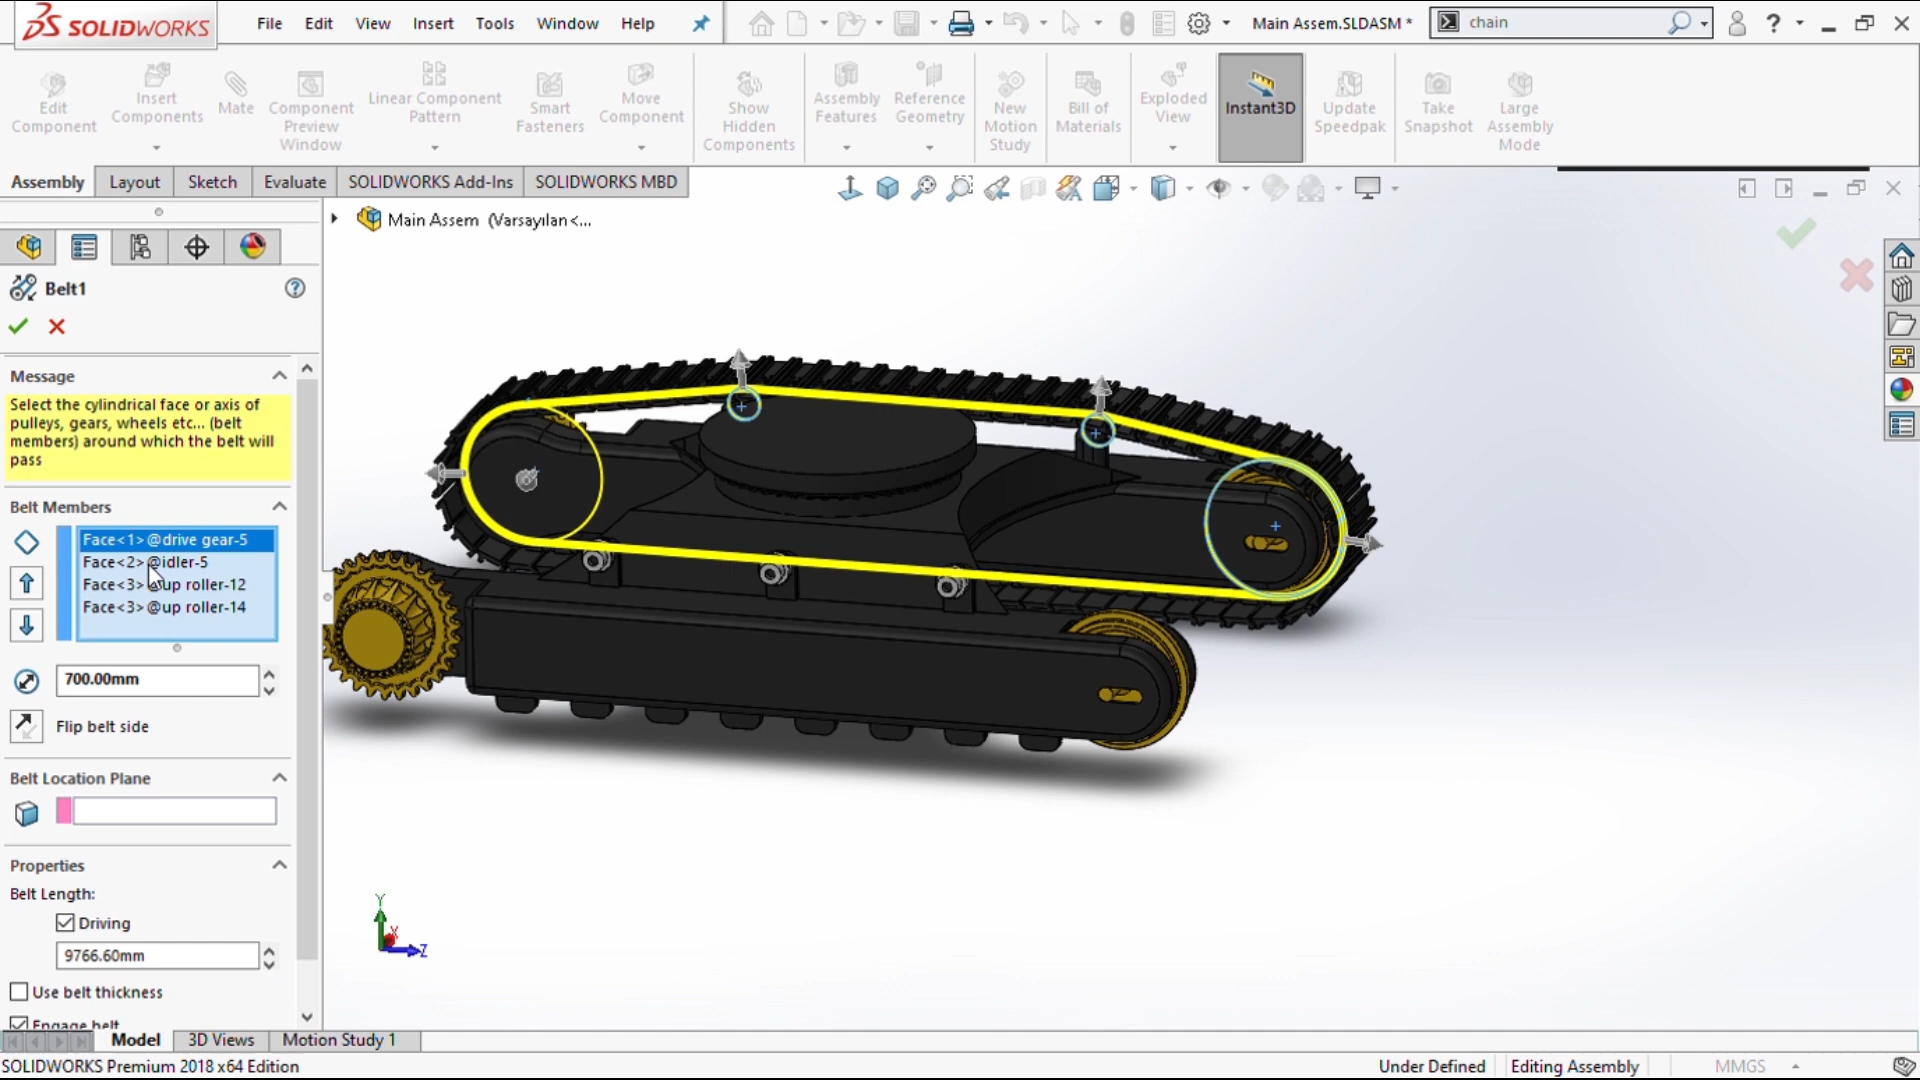 SOLIDWORKS
File Edit View Insert Tools Window Help
Main Assem.SLDASM *
chain
Edit Component
Insert Components
Mate
Component Preview Window
Linear Component Pattern
Smart Fasteners
Move Component
Show Hidden Components
Assembly Features
Reference Geometry
New Motion Study
Bill of Materials
Exploded View
Instant3D
Update Speedpak
Take Snapshot
Large Assembly Mode
Assembly Layout Sketch Evaluate SOLIDWORKS Add-Ins SOLIDWORKS MBD
Main Assem (Varsayılan<...
Belt1
Message
Select the cylindrical face or axis of
pulleys, gears, wheels etc... (belt
members) around which the belt will
pass
Belt Members
Face<1>@drive gear-5
Face<2>@idler-5
Face<3>@up roller-12
Face<3>@up roller-14
700.00mm
Flip belt side
Belt Location Plane
Properties
Belt Length:
Driving
9766.60mm
Use belt thickness
Engage belt
Y
X
Z
Model 3D Views Motion Study 1
SOLIDWORKS Premium 2018 x64 Edition
Under Defined Editing Assembly MMGS